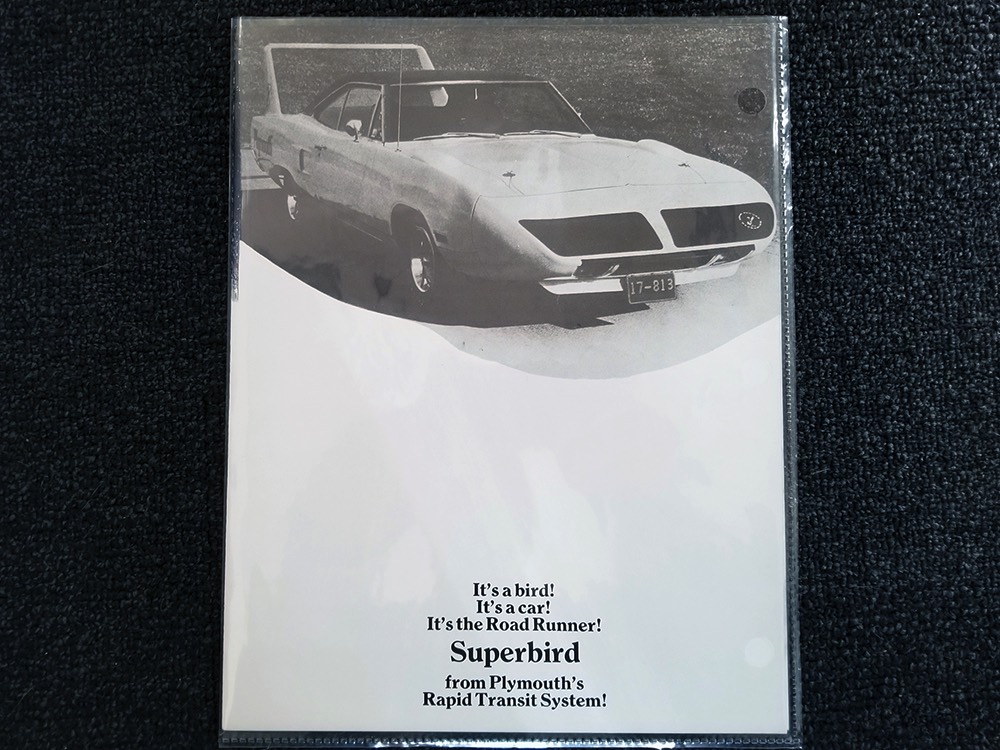 17-813
It's a bird!
It's a car!
It's the Road Runner!
Superbird
from Plymouth's
Rapid Transit System!